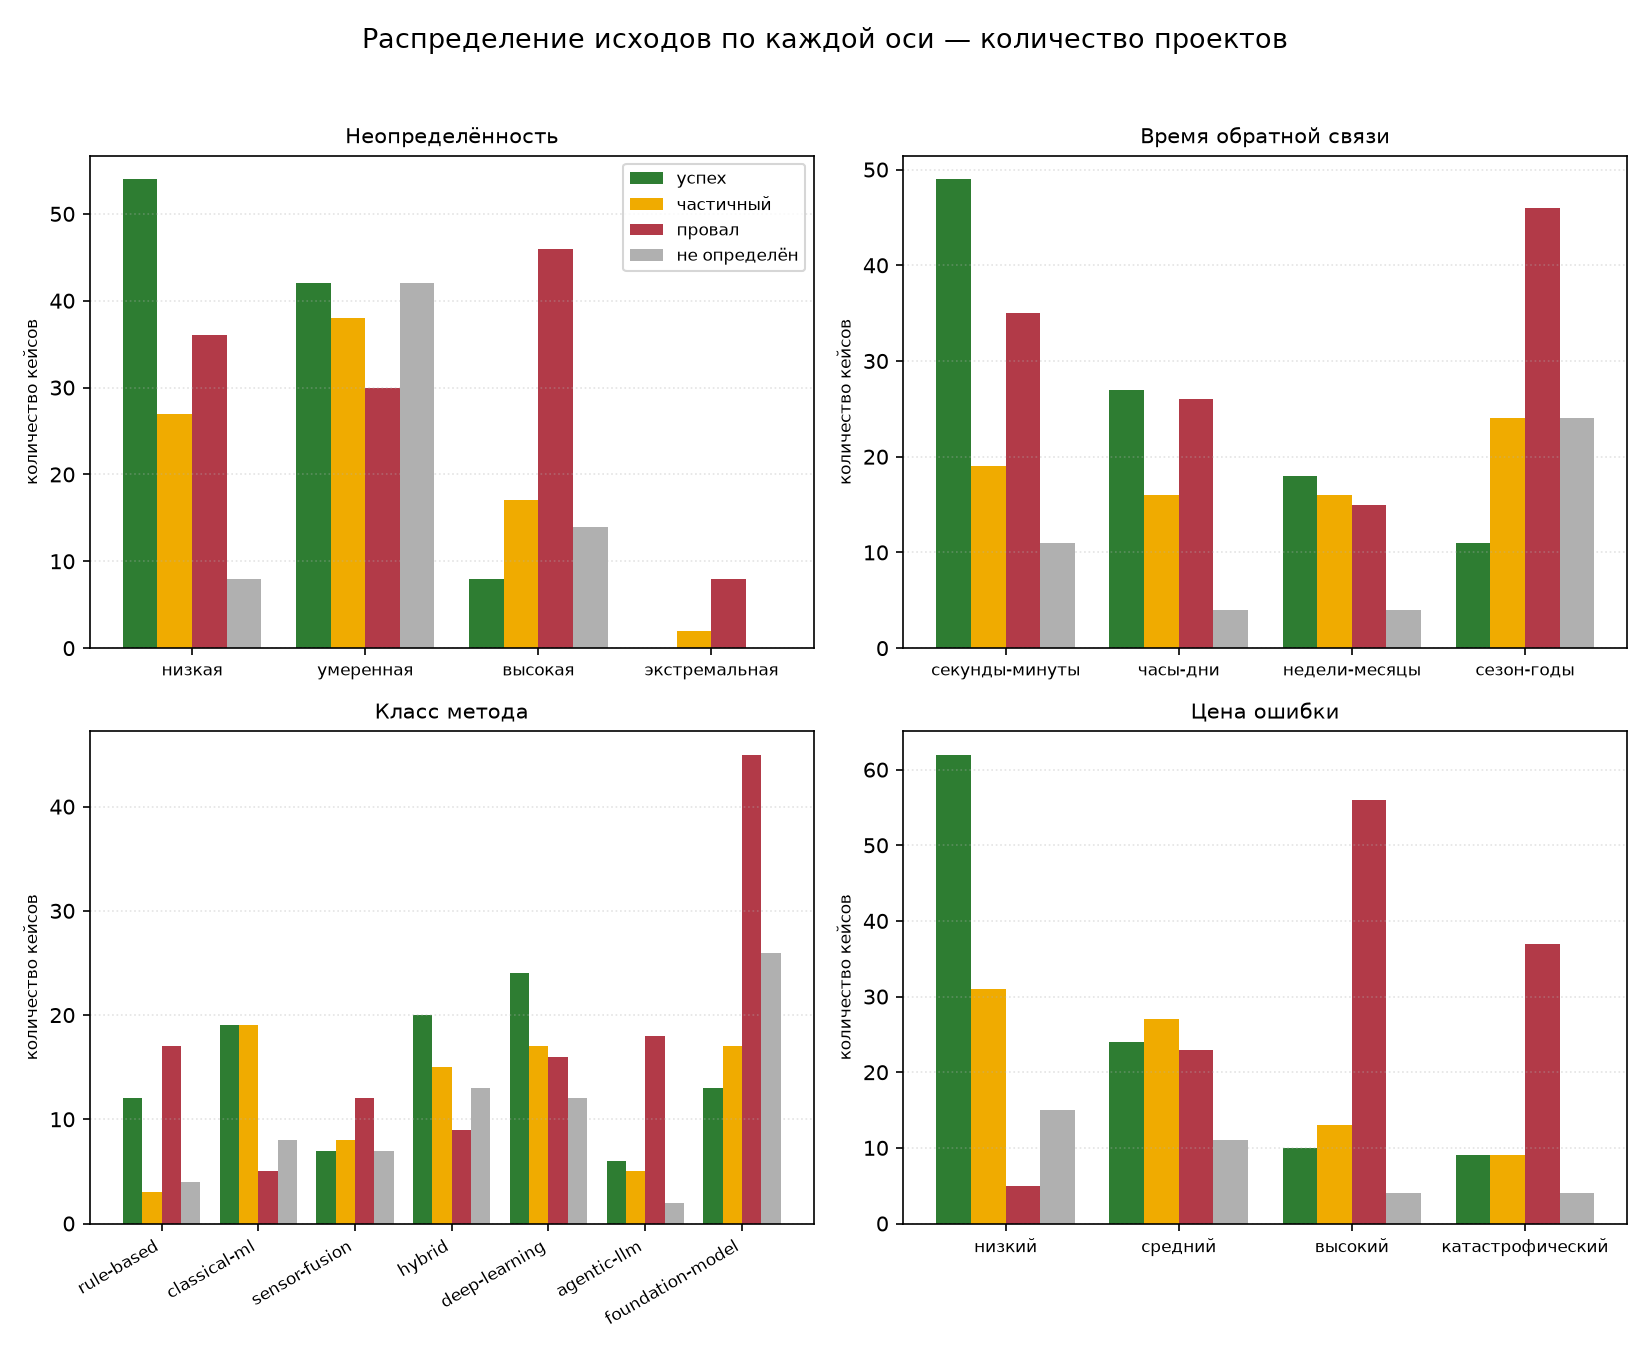 Распределение исходов по каждой оси — количество проектов
Неопределённость
количество кейсов
50
40
30
20
10
0
успех
частичный
провал
не определён
низкая умеренная высокая экстремальная
Время обратной связи
количество кейсов
50
40
30
20
10
0
секунды-минуты часы-дни недели-месяцы сезон-годы
Класс метода
количество кейсов
40
30
20
10
0
rule-based
classical-ml
sensor-fusion
hybrid
deep-learning
agentic-llm
foundation-model
Цена ошибки
количество кейсов
60
50
40
30
20
10
0
низкий средний высокий катастрофический